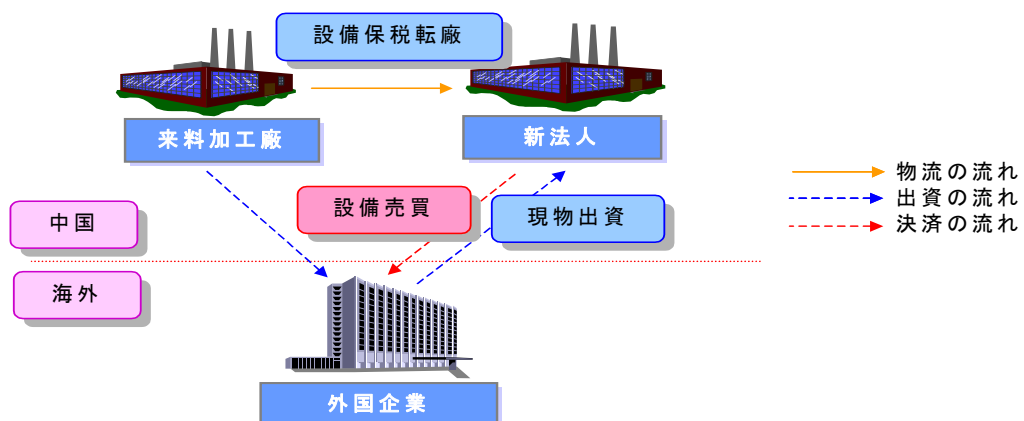 設備保税転廠
来料加工廠
新法人
物流の流れ
出資の流れ
決済の流れ
設備売買
現物出資
中国
海外
外国企業